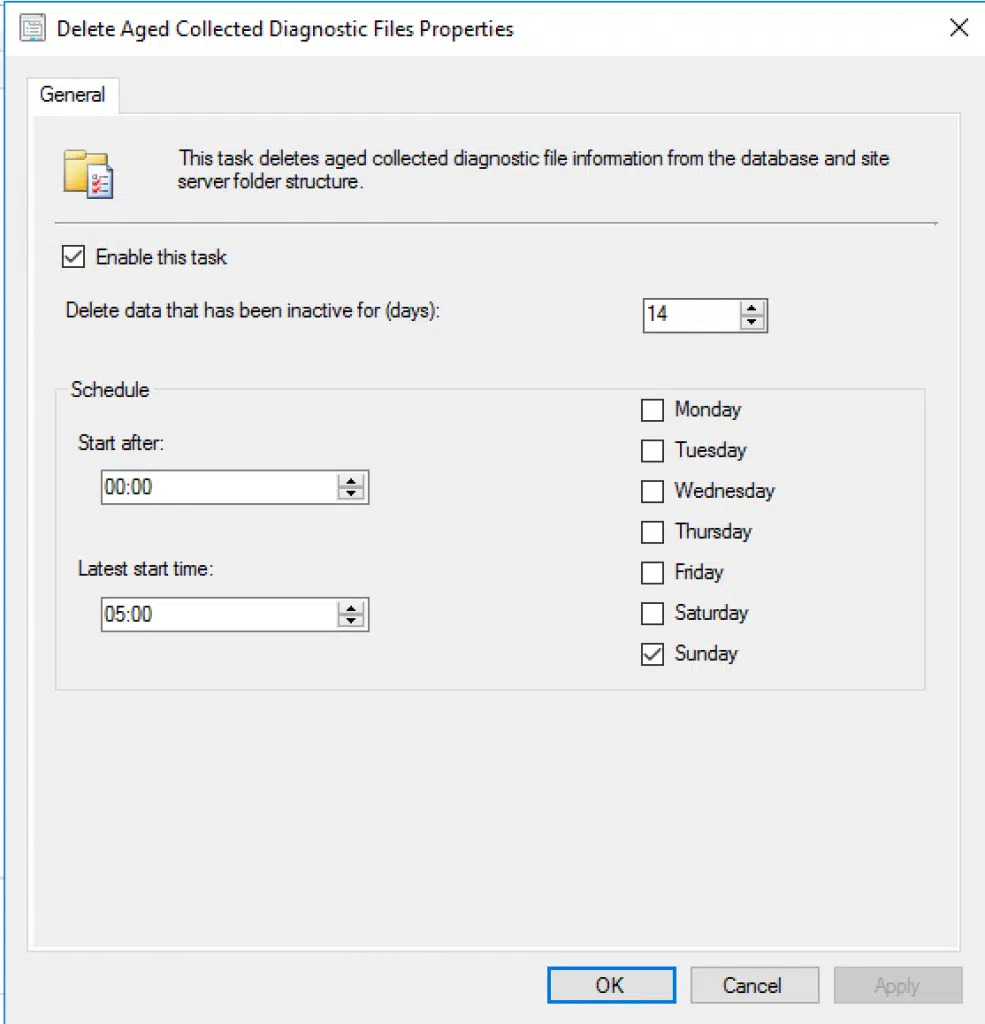 Delete Aged Collected Diagnostic Files Properties
General
This task deletes aged collected diagnostic file information from the database and site
server folder structure.
Enable this task
Delete data that has been inactive for (days):
14
Schedule
Start after:
00:00
Latest start time:
05:00
Monday
Tuesday
Wednesday
Thursday
Friday
Saturday
Sunday
OK
Cancel
Apply